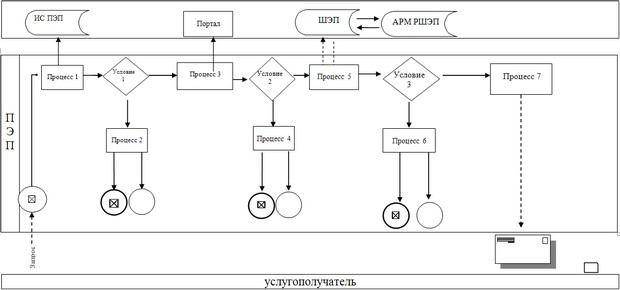 ИС ПЭП
Портал
ШЭП
АРМ РШЭП
П
Э
П
Процесс 1
Условие
1
Процесс 3
Условие
2
Процесс 5
Условие
3
Процесс 7
Процесс 2
Процесс 4
Процесс 6
Запрос
услугополучатель